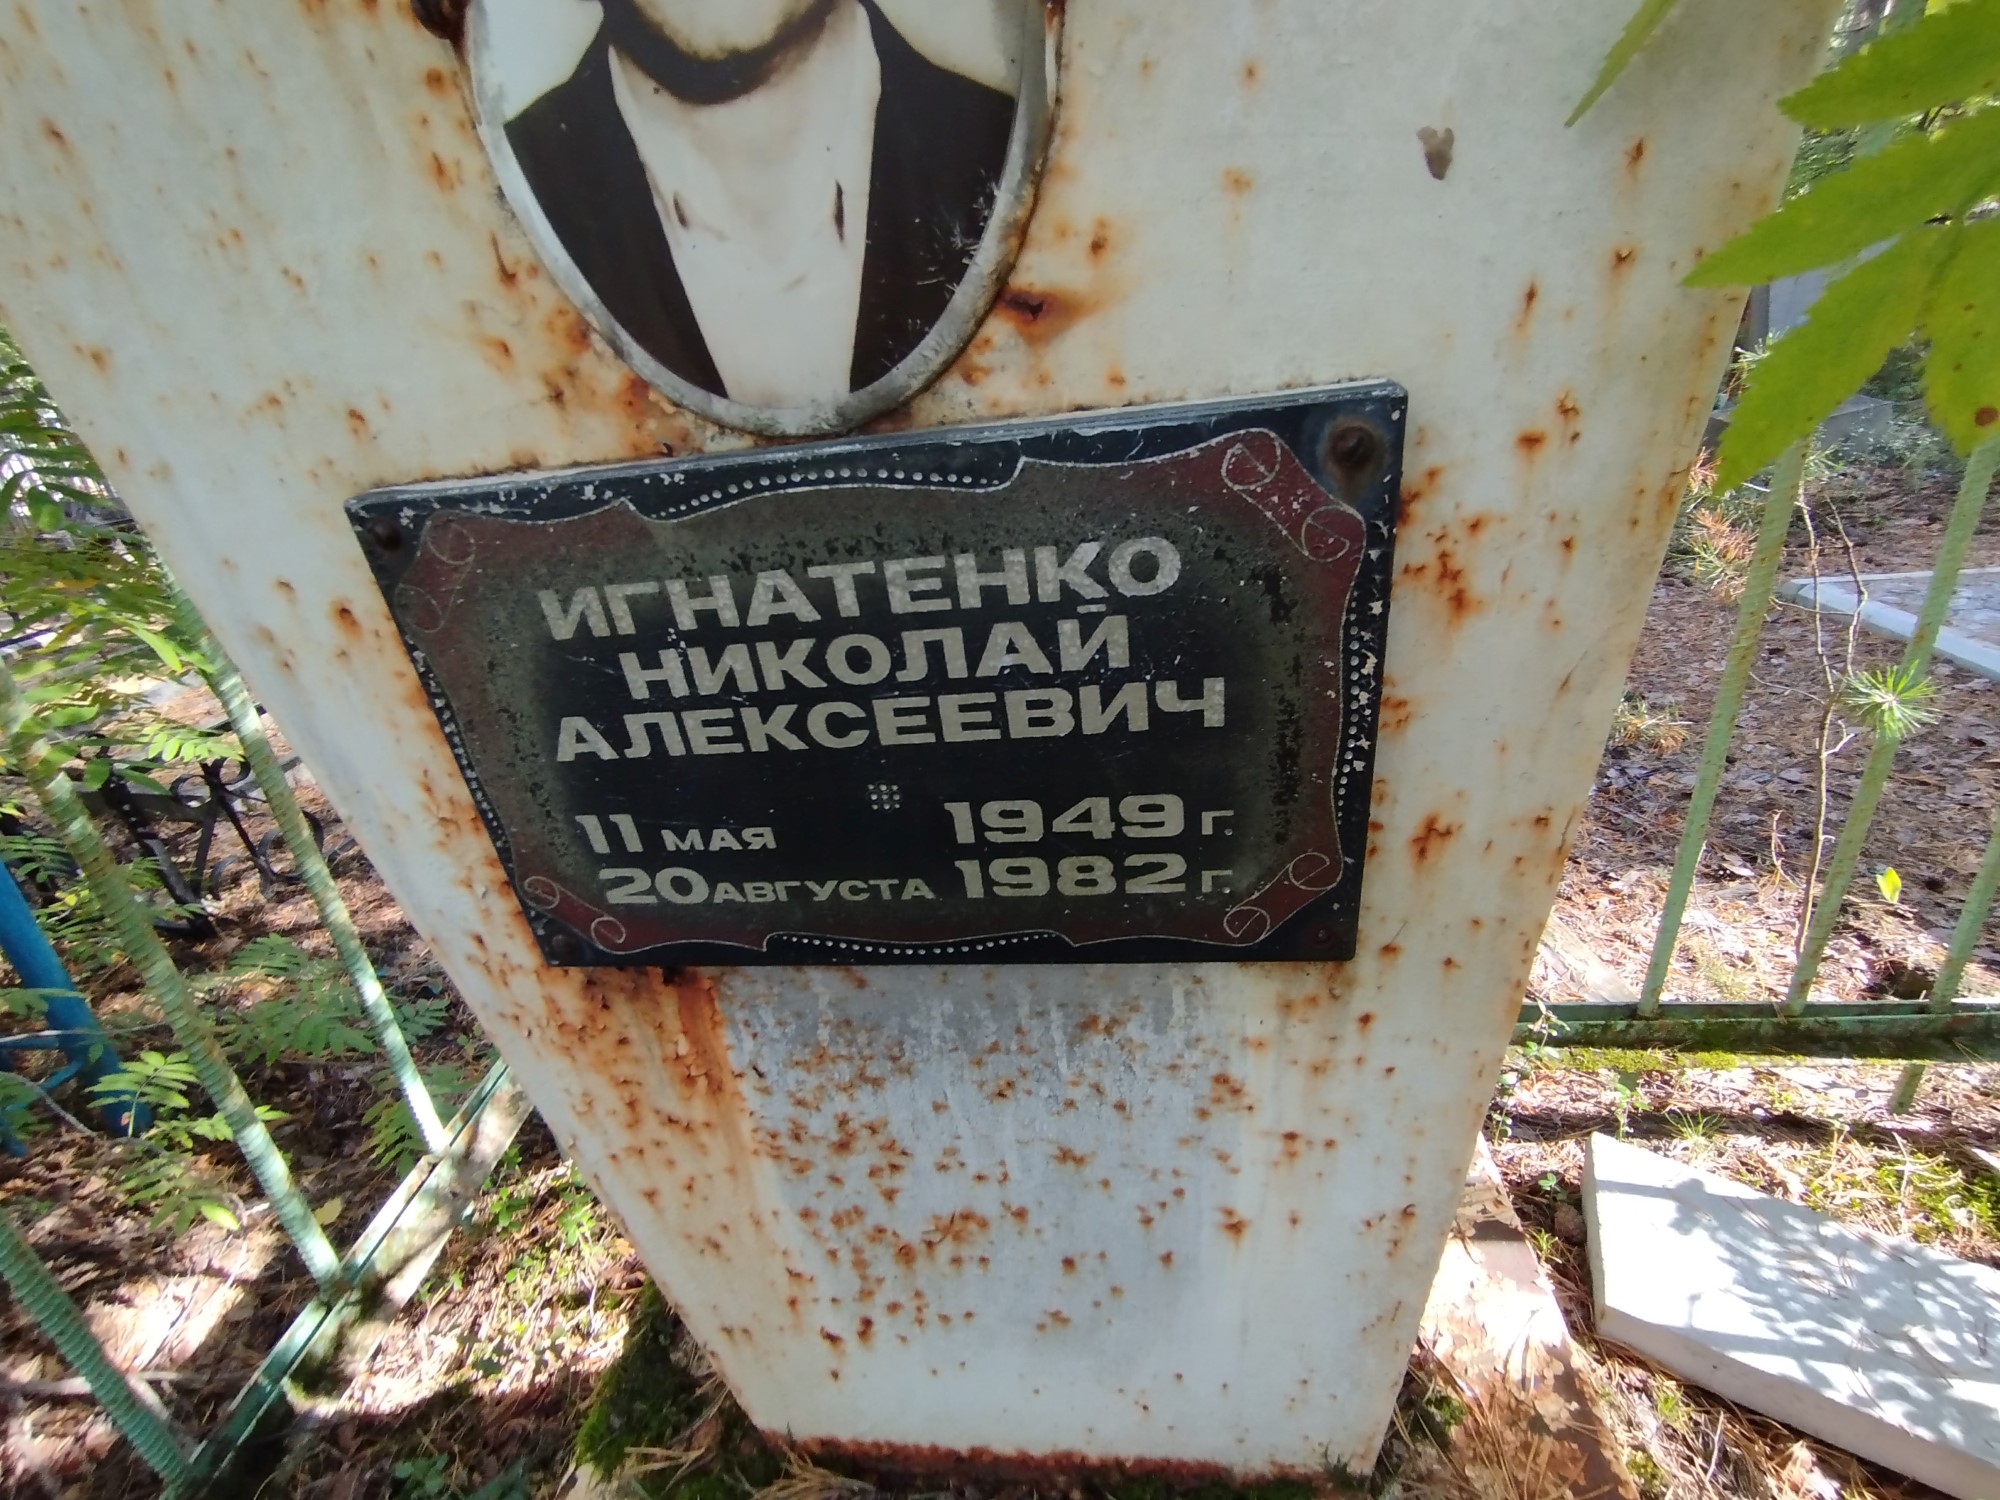 ИГНАТЕНКО
НИКОЛАЙ
АЛЕКСЕЕВИЧ
11 МАЯ 1949 Г.
20 АВГУСТА 1982 Г.